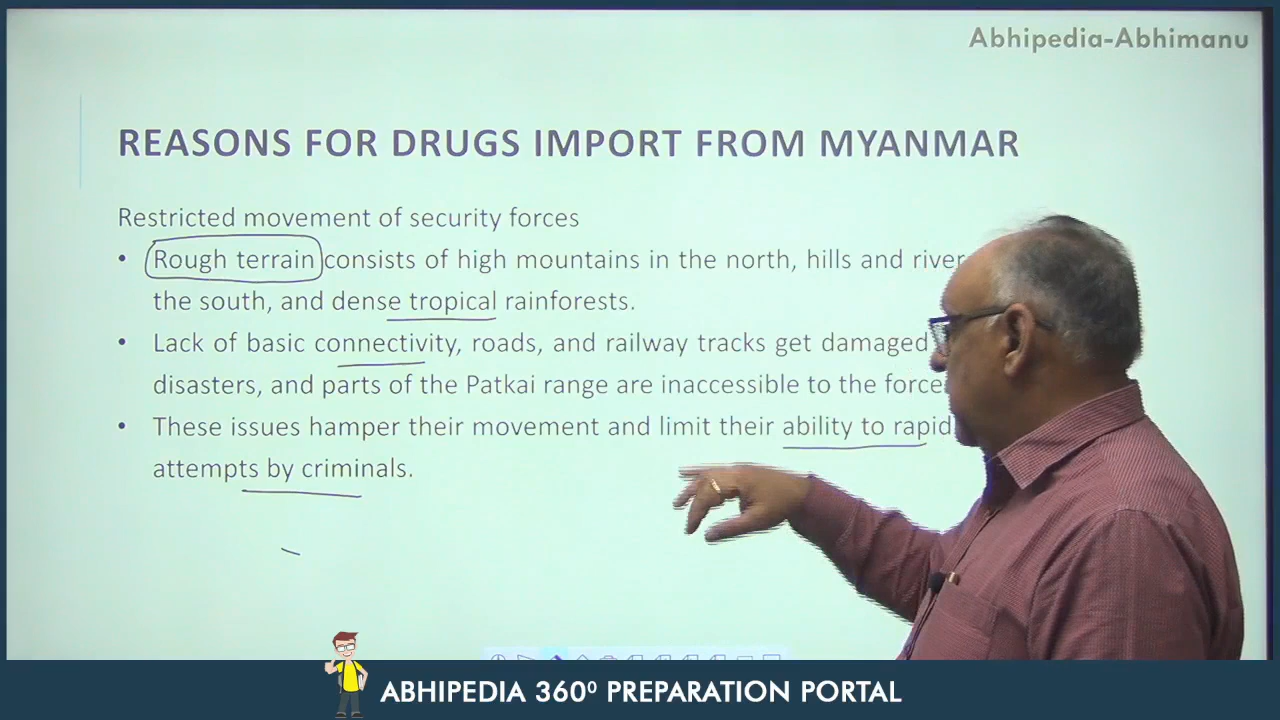 Abhipedia-Abhimanu
REASONS FOR DRUGS IMPORT FROM MYANMAR
Restricted movement of security forces
• Rough terrain consists of high mountains in the north, hills and river
the south, and dense tropical rainforests.
• Lack of basic connectivity, roads, and railway tracks get damaged
disasters, and parts of the Patkai range are inaccessible to the force
• These issues hamper their movement and limit their ability to rapid
attempts by criminals.
ABHIPEDIA 360⁰ PREPARATION PORTAL